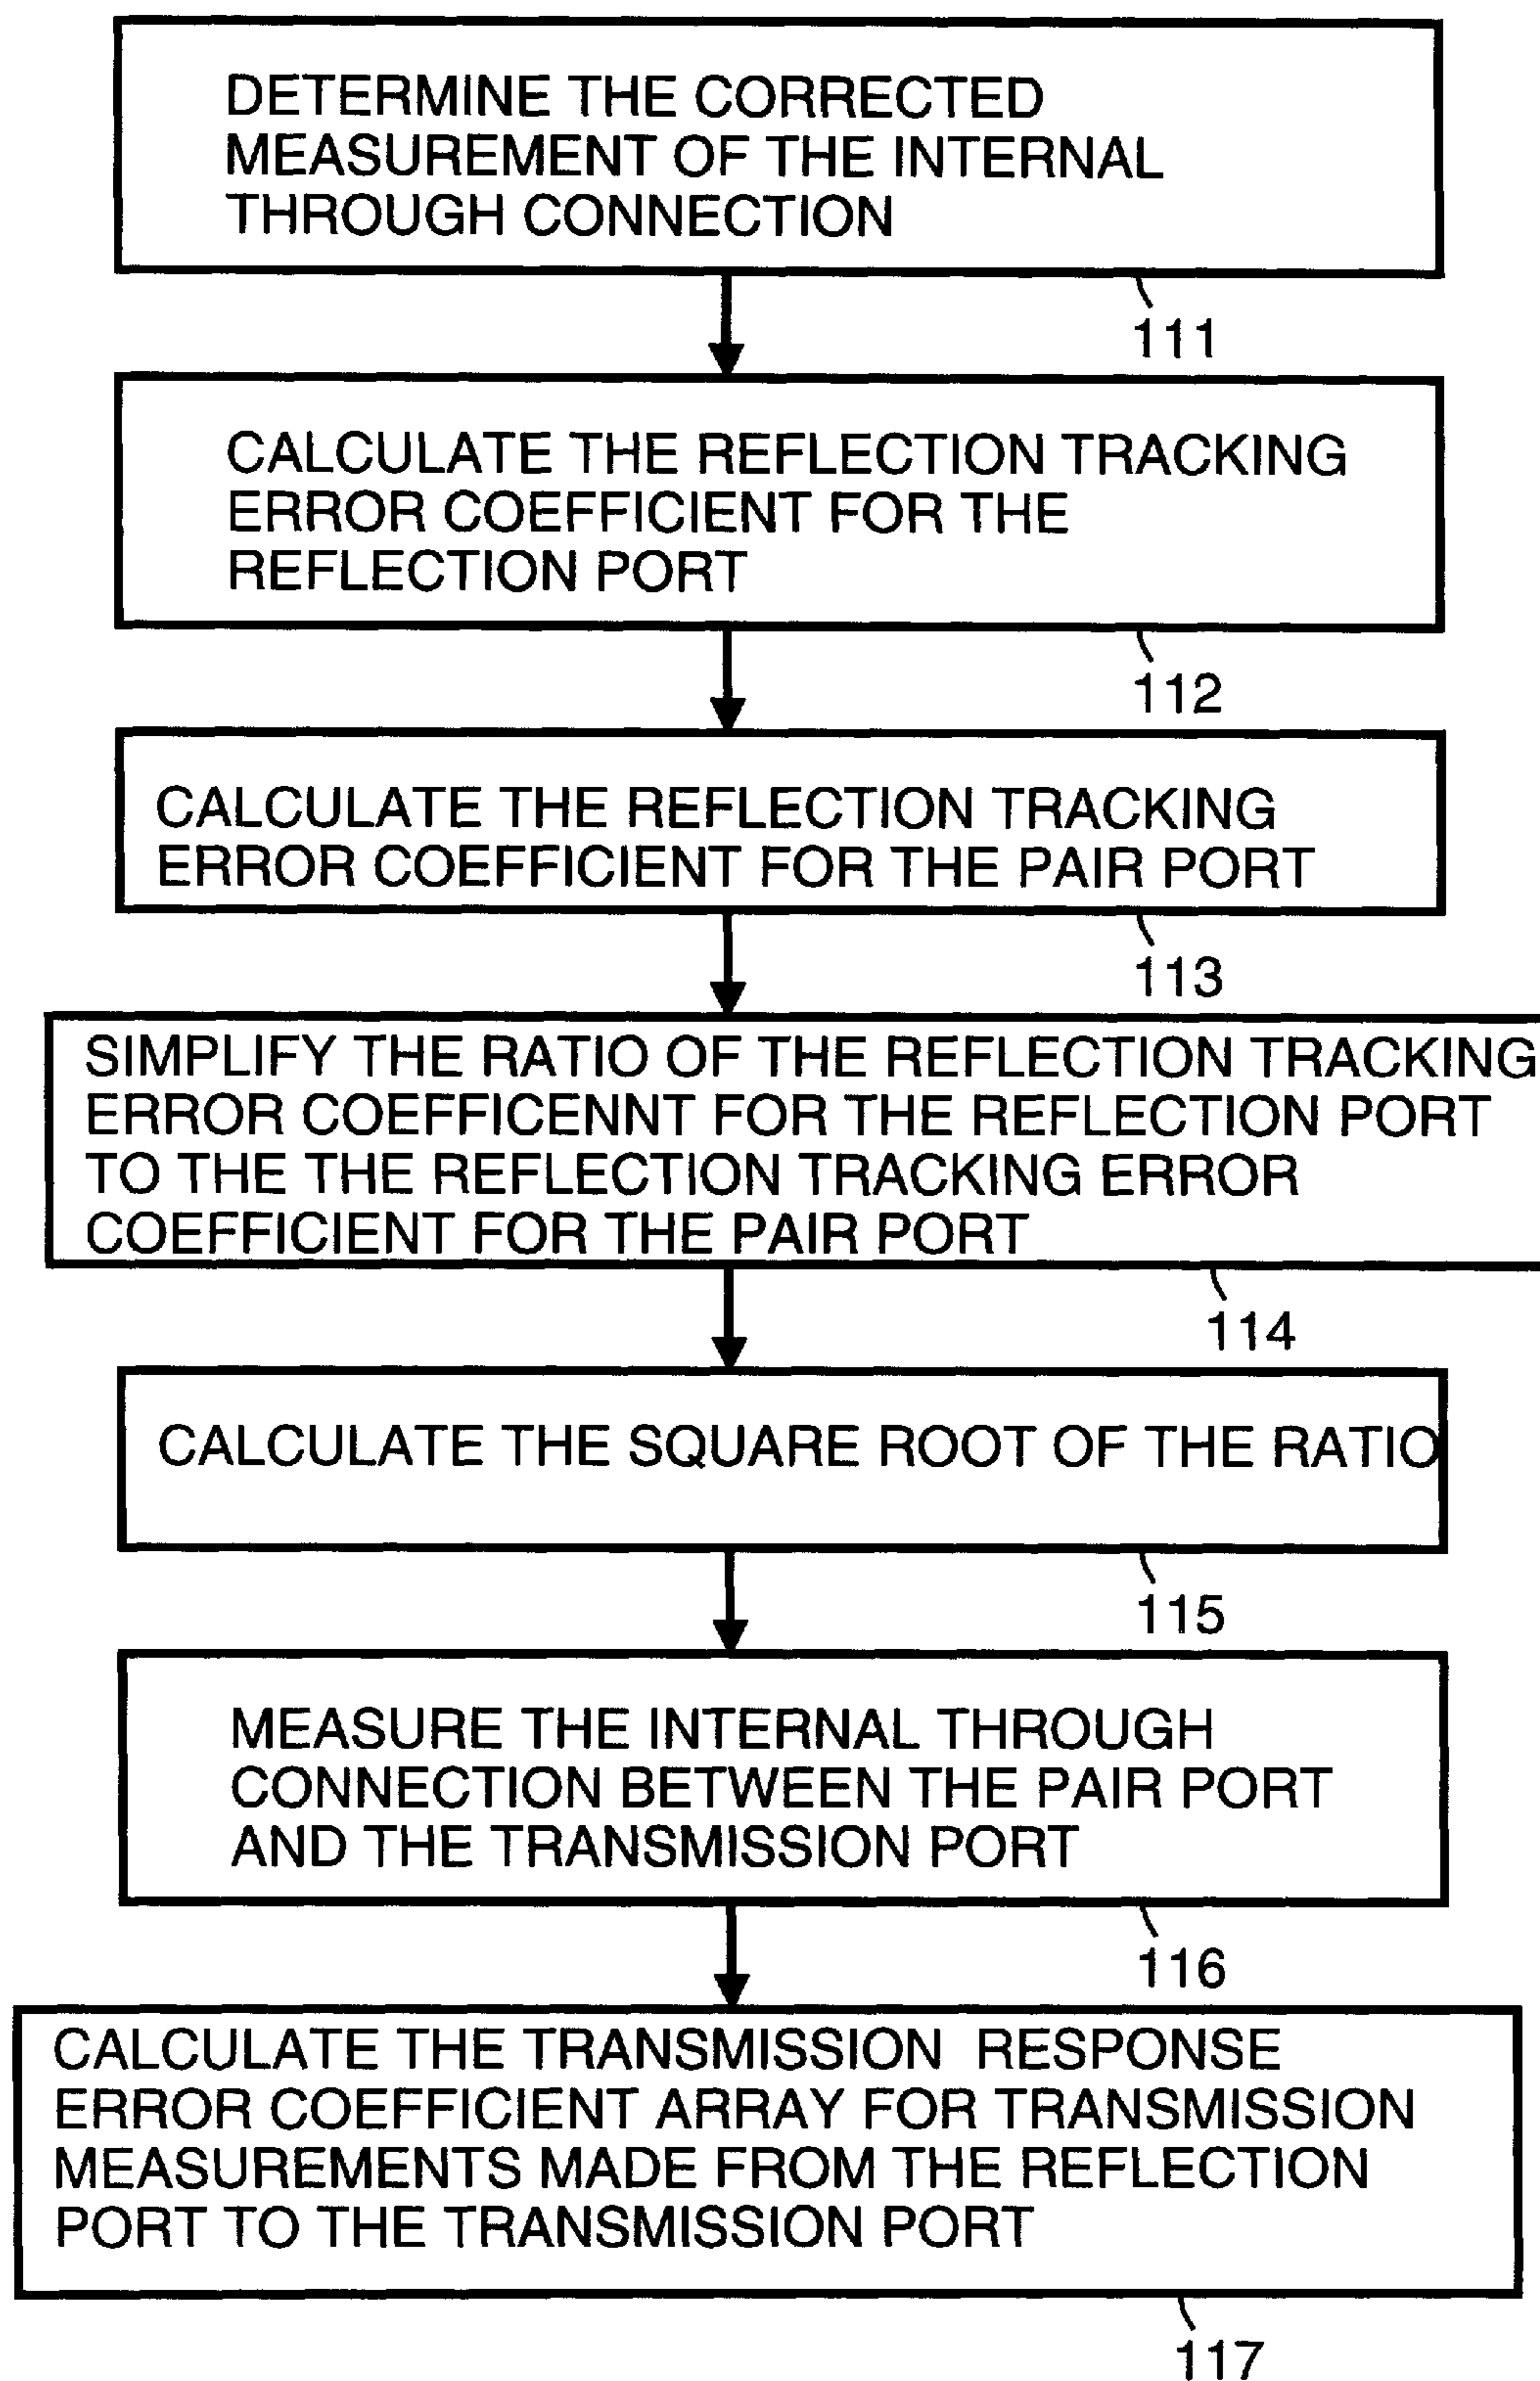 DETERMINE THE CORRECTED
MEASUREMENT OF THE INTERNAL
THROUGH CONNECTION
111
CALCULATE THE REFLECTION TRACKING
ERROR COEFFICIENT FOR THE
REFLECTION PORT
112
CALCULATE THE REFLECTION TRACKING
ERROR COEFFICIENT FOR THE PAIR PORT
113
SIMPLIFY THE RATIO OF THE REFLECTION TRACKING
ERROR COEFFICENNT FOR THE REFLECTION PORT
TO THE THE REFLECTION TRACKING ERROR
COEFFICIENT FOR THE PAIR PORT
114
CALCULATE THE SQUARE ROOT OF THE RATIO
115
MEASURE THE INTERNAL THROUGH
CONNECTION BETWEEN THE PAIR PORT
AND THE TRANSMISSION PORT
116
CALCULATE THE TRANSMISSION RESPONSE
ERROR COEFFICIENT ARRAY FOR TRANSMISSION
MEASUREMENTS MADE FROM THE REFLECTION
PORT TO THE TRANSMISSION PORT
117